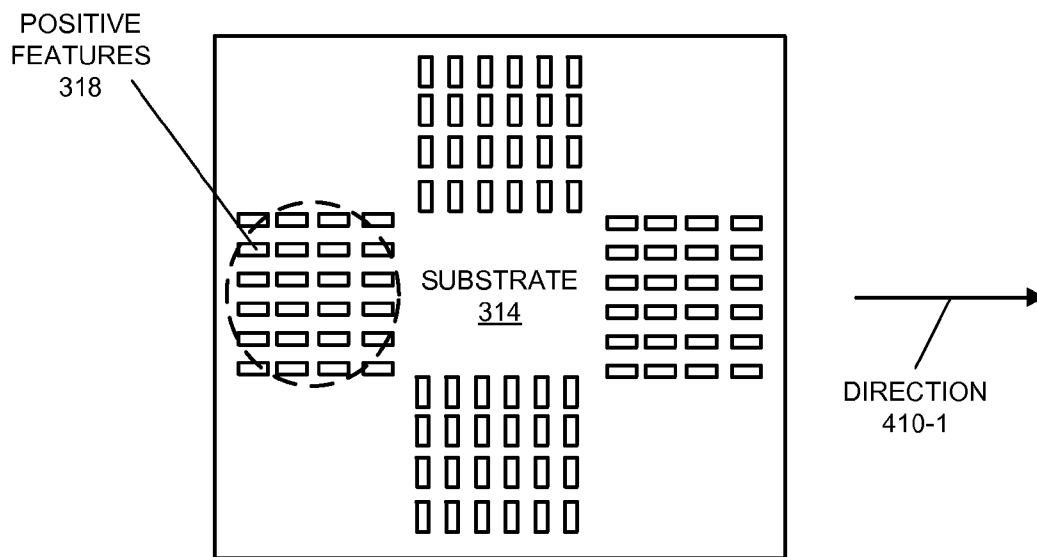 POSITIVE
FEATURES
318
SUBSTRATE
314
DIRECTION
410-1